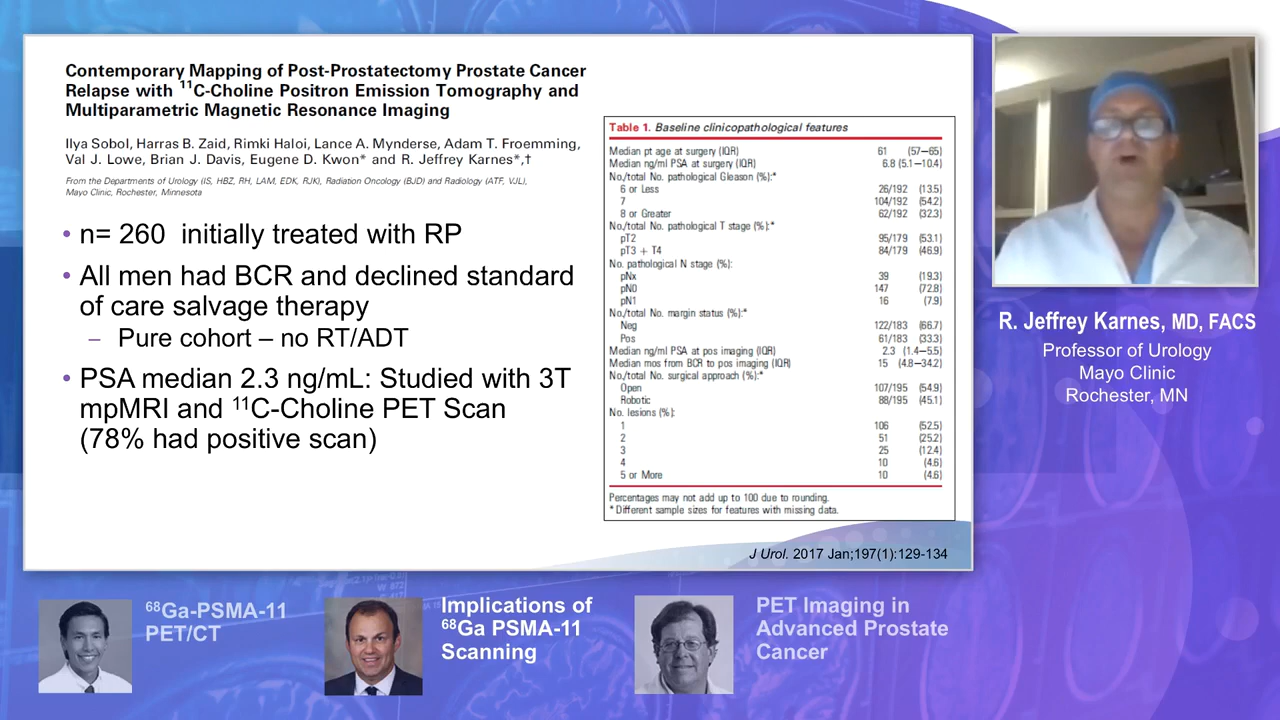 Contemporary Mapping of Post-Prostatectomy Prostate Cancer
Relapse with ¹¹C-Choline Positron Emission Tomography and
Multiparametric Magnetic Resonance Imaging
Ilya Sobol, Harras B. Zaid, Rimki Haloi, Lance A. Mynderse, Adam T. Froemming,
Val J. Lowe, Brian J. Davis, Eugene D. Kwon* and R. Jeffrey Karnes*,†
From the Departments of Urology (IS, HBZ, RH, LAM, EDK, RJK), Radiation Oncology (BJD) and Radiology (ATF, VJL),
Mayo Clinic, Rochester, Minnesota
• n= 260 initially treated with RP
• All men had BCR and declined standard
of care salvage therapy
– Pure cohort – no RT/ADT
• PSA median 2.3 ng/mL: Studied with 3T
mpMRI and ¹¹C-Choline PET Scan
(78% had positive scan)
Table 1. Baseline clinicopathological features
Median pt age at surgery (IQR) 61 (57–65)
Median ng/ml PSA at surgery (IQR) 6.8 (5.1–10.4)
No./total No. pathological Gleason (%):*
6 or Less 26/192 (13.5)
7 104/192 (54.2)
8 or Greater 62/192 (32.3)
No./total No. pathological T stage (%):*
pT2 95/179 (53.1)
pT3 + T4 84/179 (46.9)
No. pathological N stage (%):
pNx 39 (19.3)
pN0 147 (72.8)
pN1 16 (7.9)
No./total No. margin status (%):*
Neg 122/183 (66.7)
Pos 61/183 (33.3)
Median ng/ml PSA at pos imaging (IQR) 2.3 (1.4–5.5)
Median mos from BCR to pos imaging (IQR) 15 (4.8–34.2)
No./total No. surgical approach (%):*
Open 107/195 (54.9)
Robotic 88/195 (45.1)
No. lesions (%):
1 106 (52.5)
2 51 (25.2)
3 25 (12.4)
4 10 (4.6)
5 or More 10 (4.6)
Percentages may not add up to 100 due to rounding.
* Different sample sizes for features with missing data.
J Urol. 2017 Jan;197(1):129-134
R. Jeffrey Karnes, MD, FACS
Professor of Urology
Mayo Clinic
Rochester, MN
⁶⁸Ga-PSMA-11
PET/CT
Implications of
⁶⁸Ga PSMA-11
Scanning
PET Imaging in
Advanced Prostate
Cancer